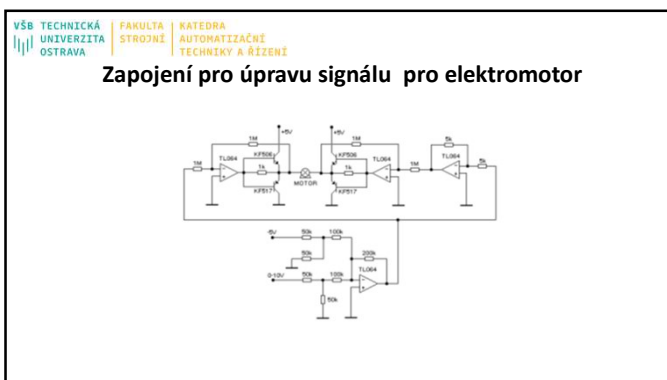 VŠB TECHNICKÁ
UNIVERZITA
OSTRAVA
FAKULTA
STROJNÍ
KATEDRA
AUTOMATIZAČNÍ
TECHNIKY A ŘÍZENÍ
Zapojení pro úpravu signálu pro elektromotor
+5V +5V
1M 1M 5k
KF506 KF506
1M TL064 1k 1k TL064 1M TL064 5k
MOTOR
KF517 KF517
-5V 50k 100k
50k 200k
TL064
0-10V 50k 100k
50k